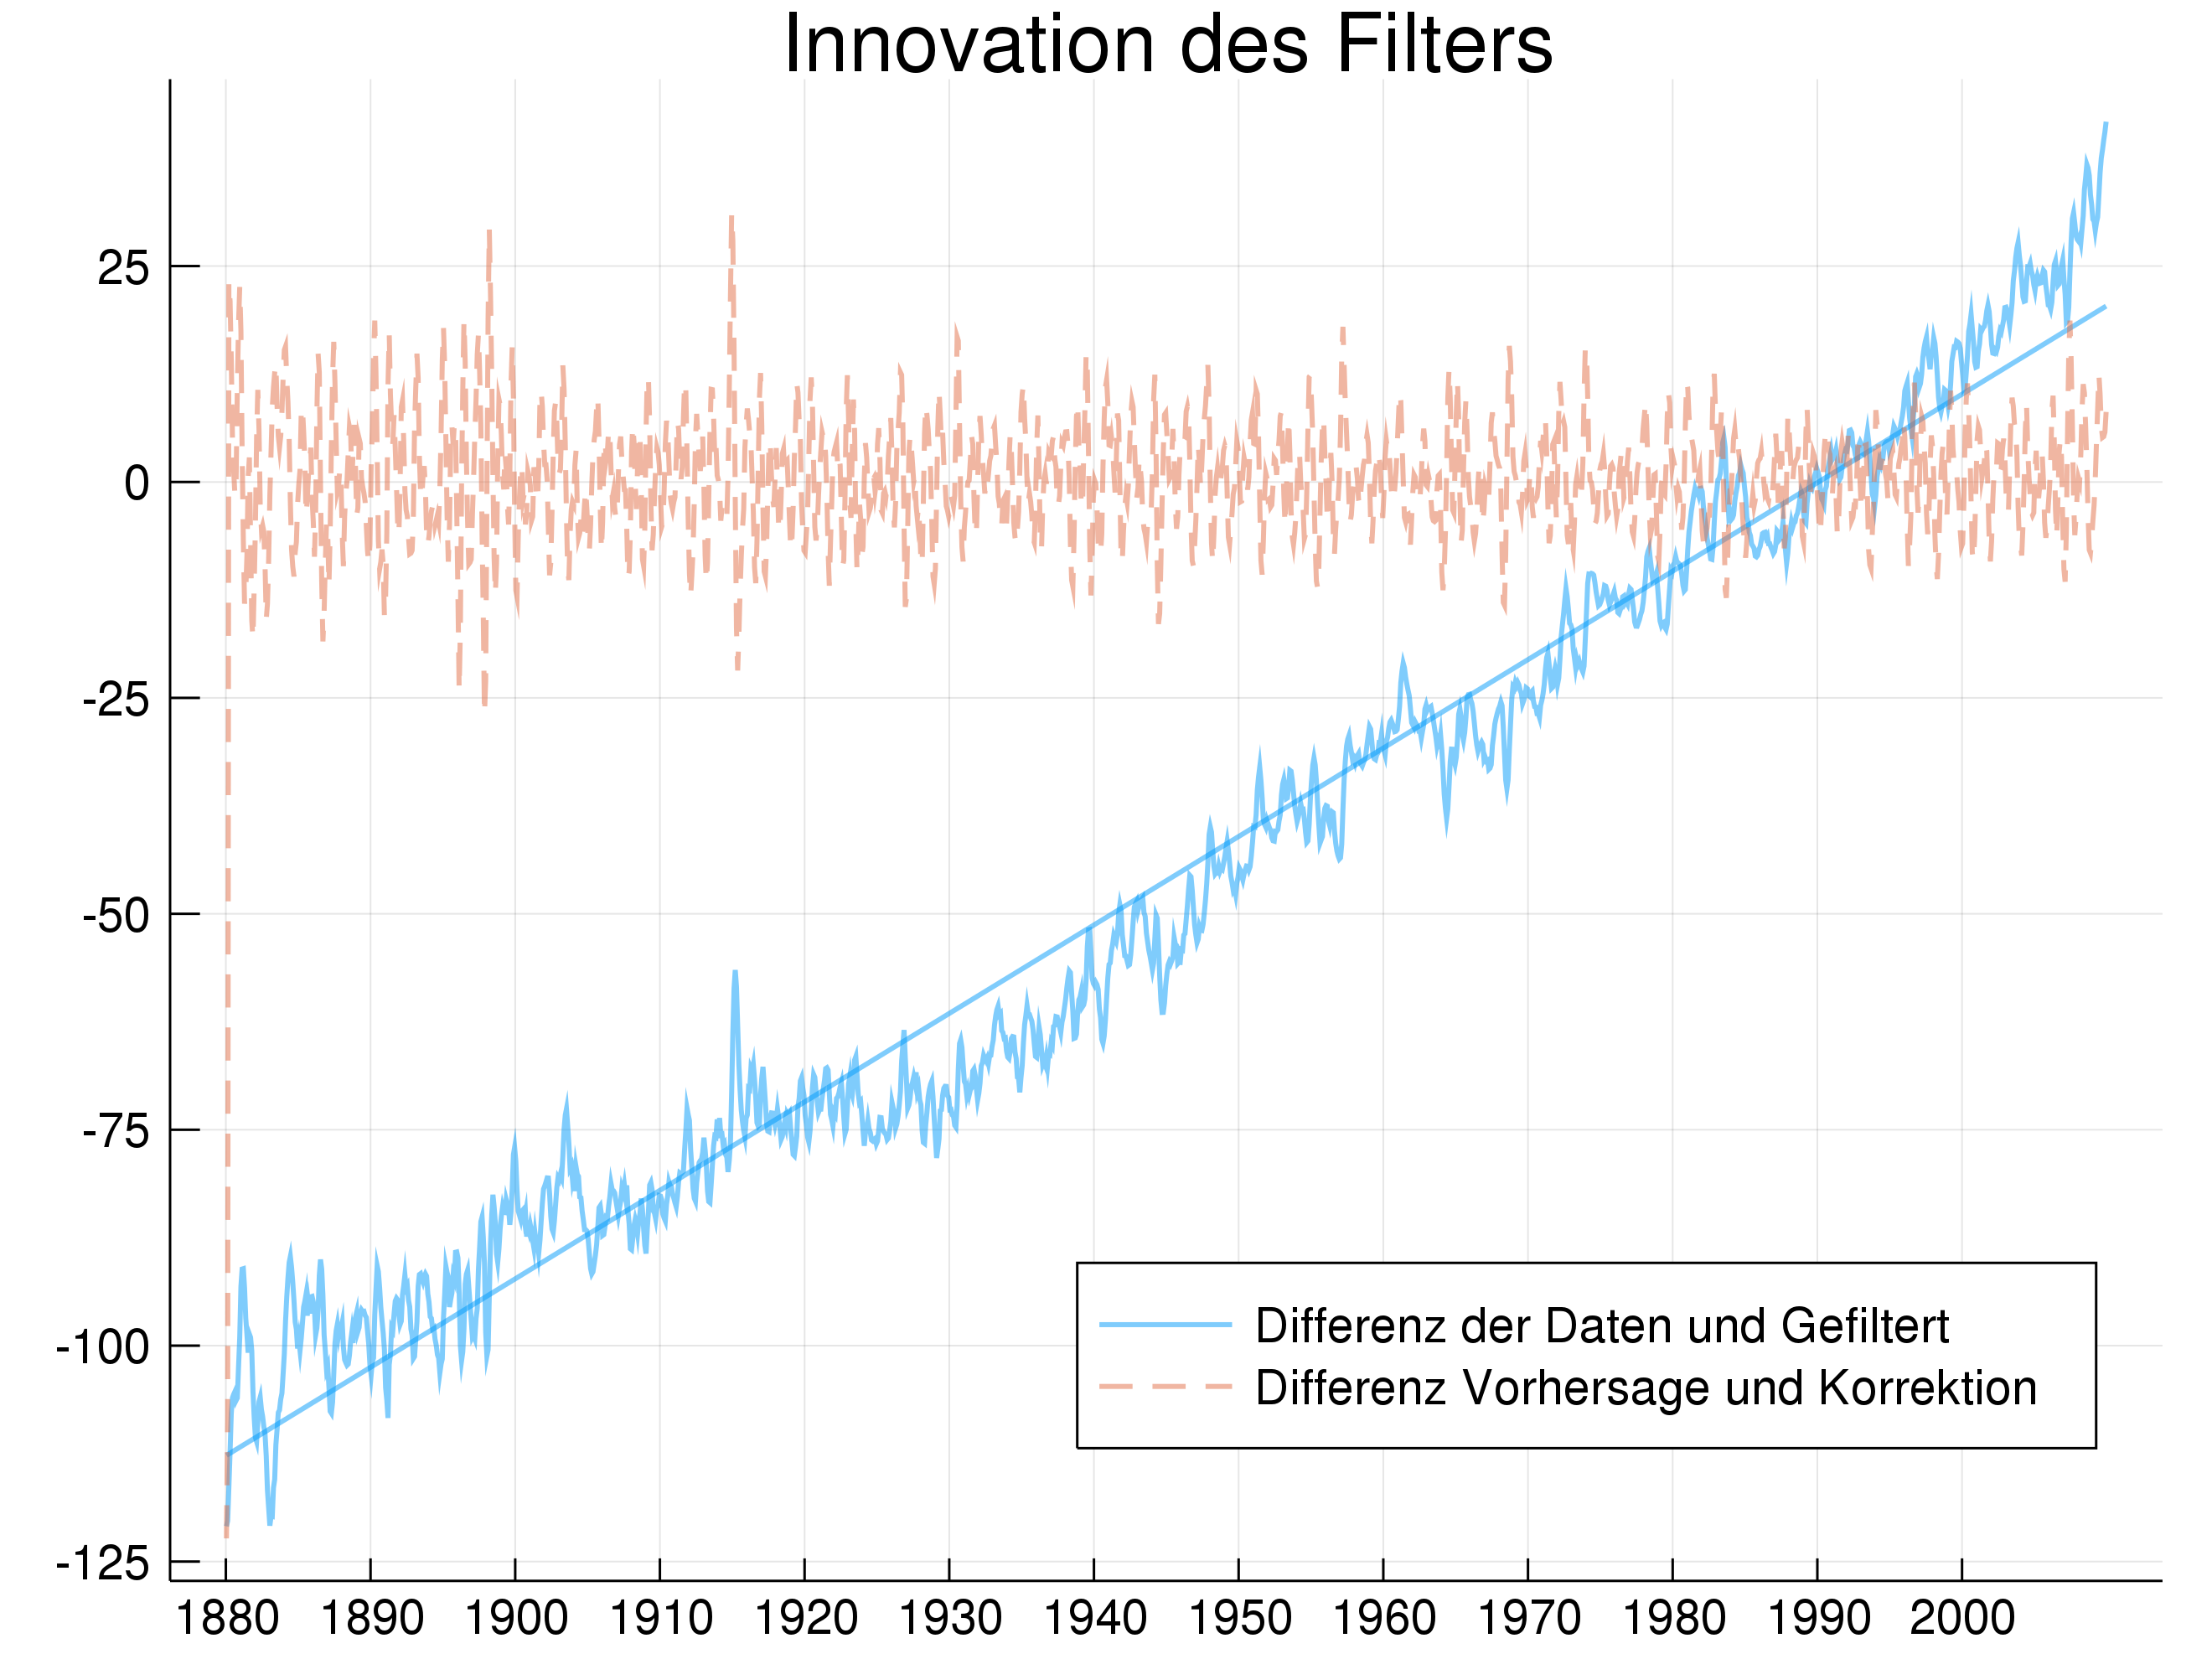 Innovation des Filters
25
0
-25
-50
-75
-100
-125
1880 1890 1900 1910 1920 1930 1940 1950 1960 1970 1980 1990 2000
Differenz der Daten und Gefiltert
Differenz Vorhersage und Korrektion